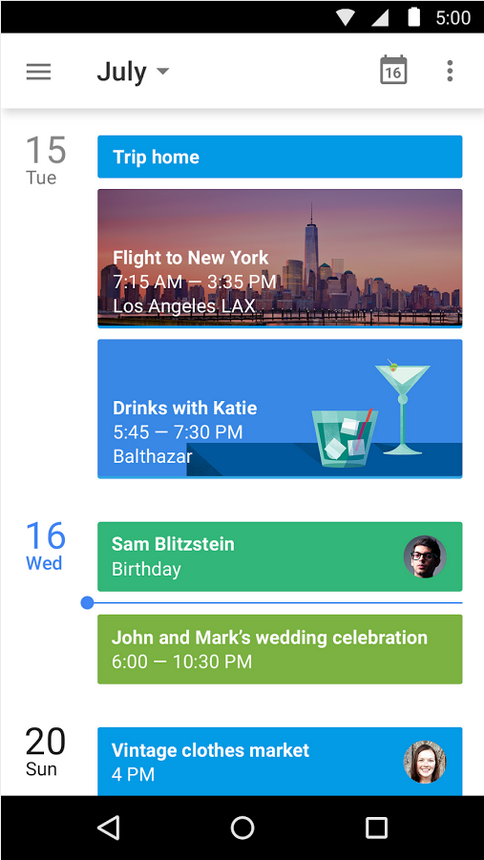 5:00
July
16
15
Tue
Trip home
Flight to New York
7:15 AM — 3:35 PM
Los Angeles LAX
Drinks with Katie
5:45 — 7:30 PM
Balthazar
16
Wed
Sam Blitzstein
Birthday
John and Mark's wedding celebration
6:00 — 10:30 PM
20
Sun
Vintage clothes market
4 PM